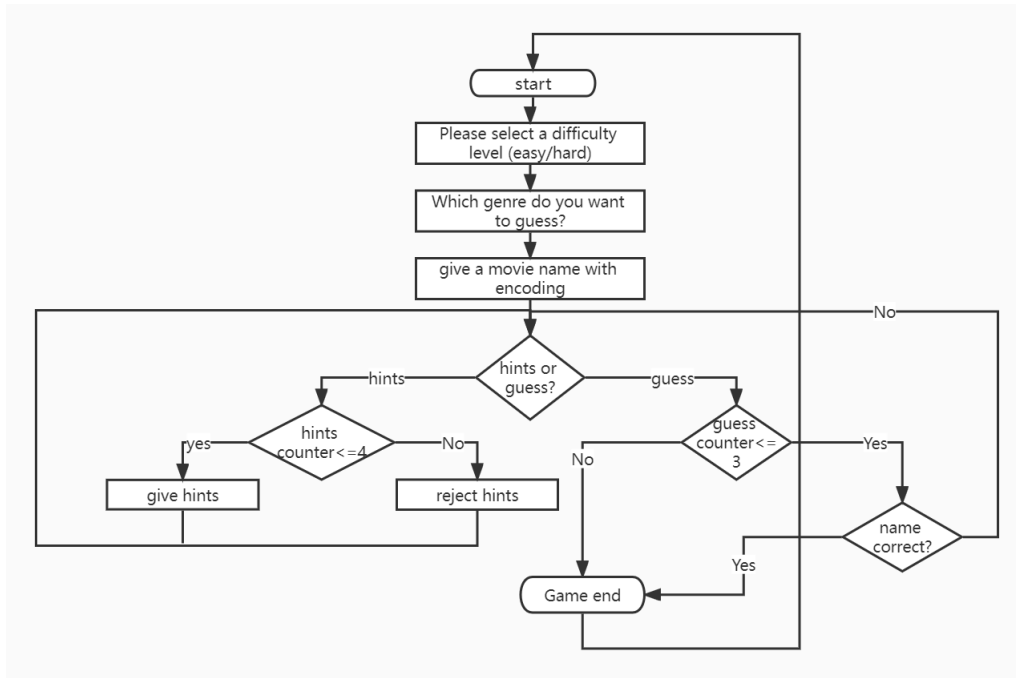 start
Please select a difficulty
level (easy/hard)
Which genre do you want
to guess?
give a movie name with
encoding
No
hints or
guess?
hints
guess
hints
counter<=4
guess
counter<=
3
yes
No
No
Yes
give hints
reject hints
name
correct?
Yes
Game end